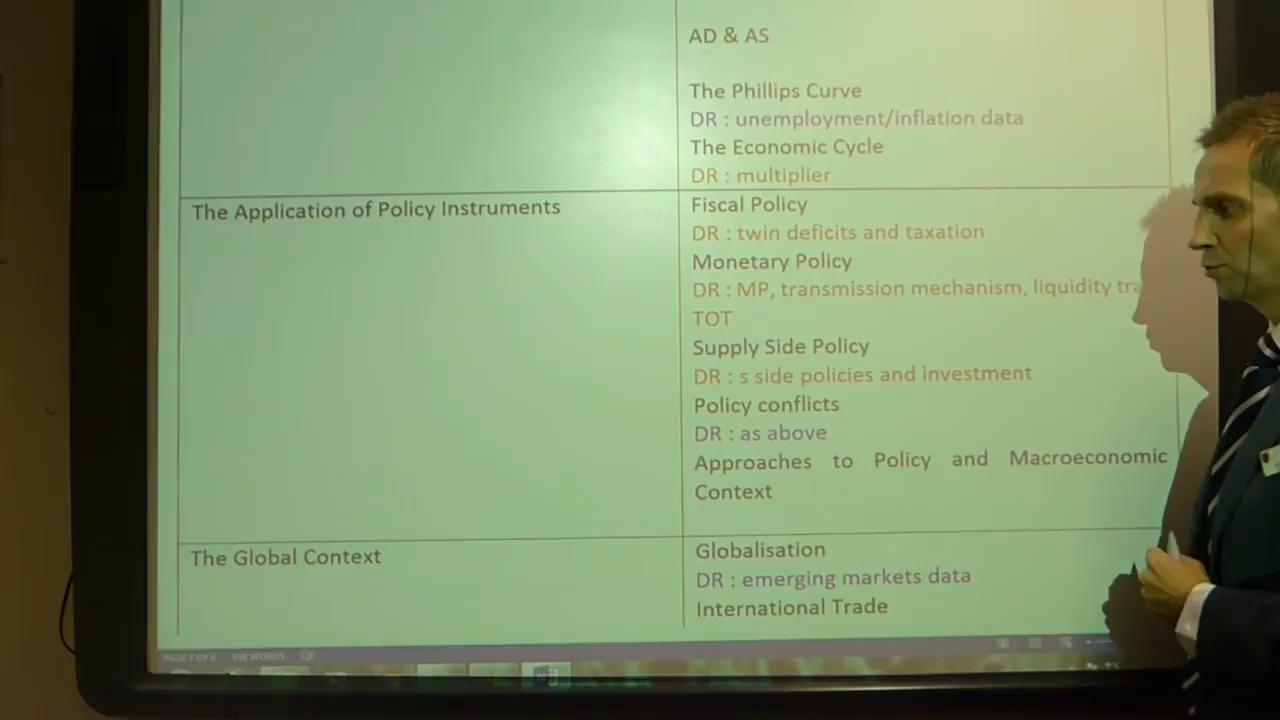 AD & AS
The Phillips Curve
DR : unemployment/inflation data
The Economic Cycle
DR : multiplier
The Application of Policy Instruments
Fiscal Policy
DR : twin deficits and taxation
Monetary Policy
DR : MP, transmission mechanism, liquidity tra
TOT
Supply Side Policy
DR : s side policies and investment
Policy conflicts
DR : as above
Approaches to Policy and Macroeconomic
Context
The Global Context
Globalisation
DR : emerging markets data
International Trade